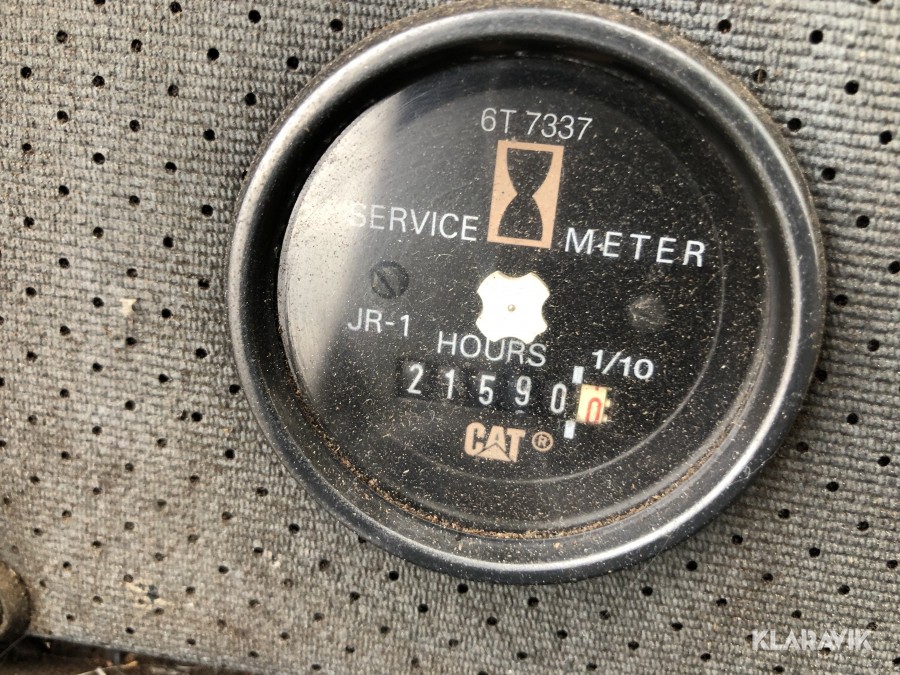 6T 7337
SERVICE METER
JR-1
HOURS 1/10
215900
CAT®
KLARAVIK